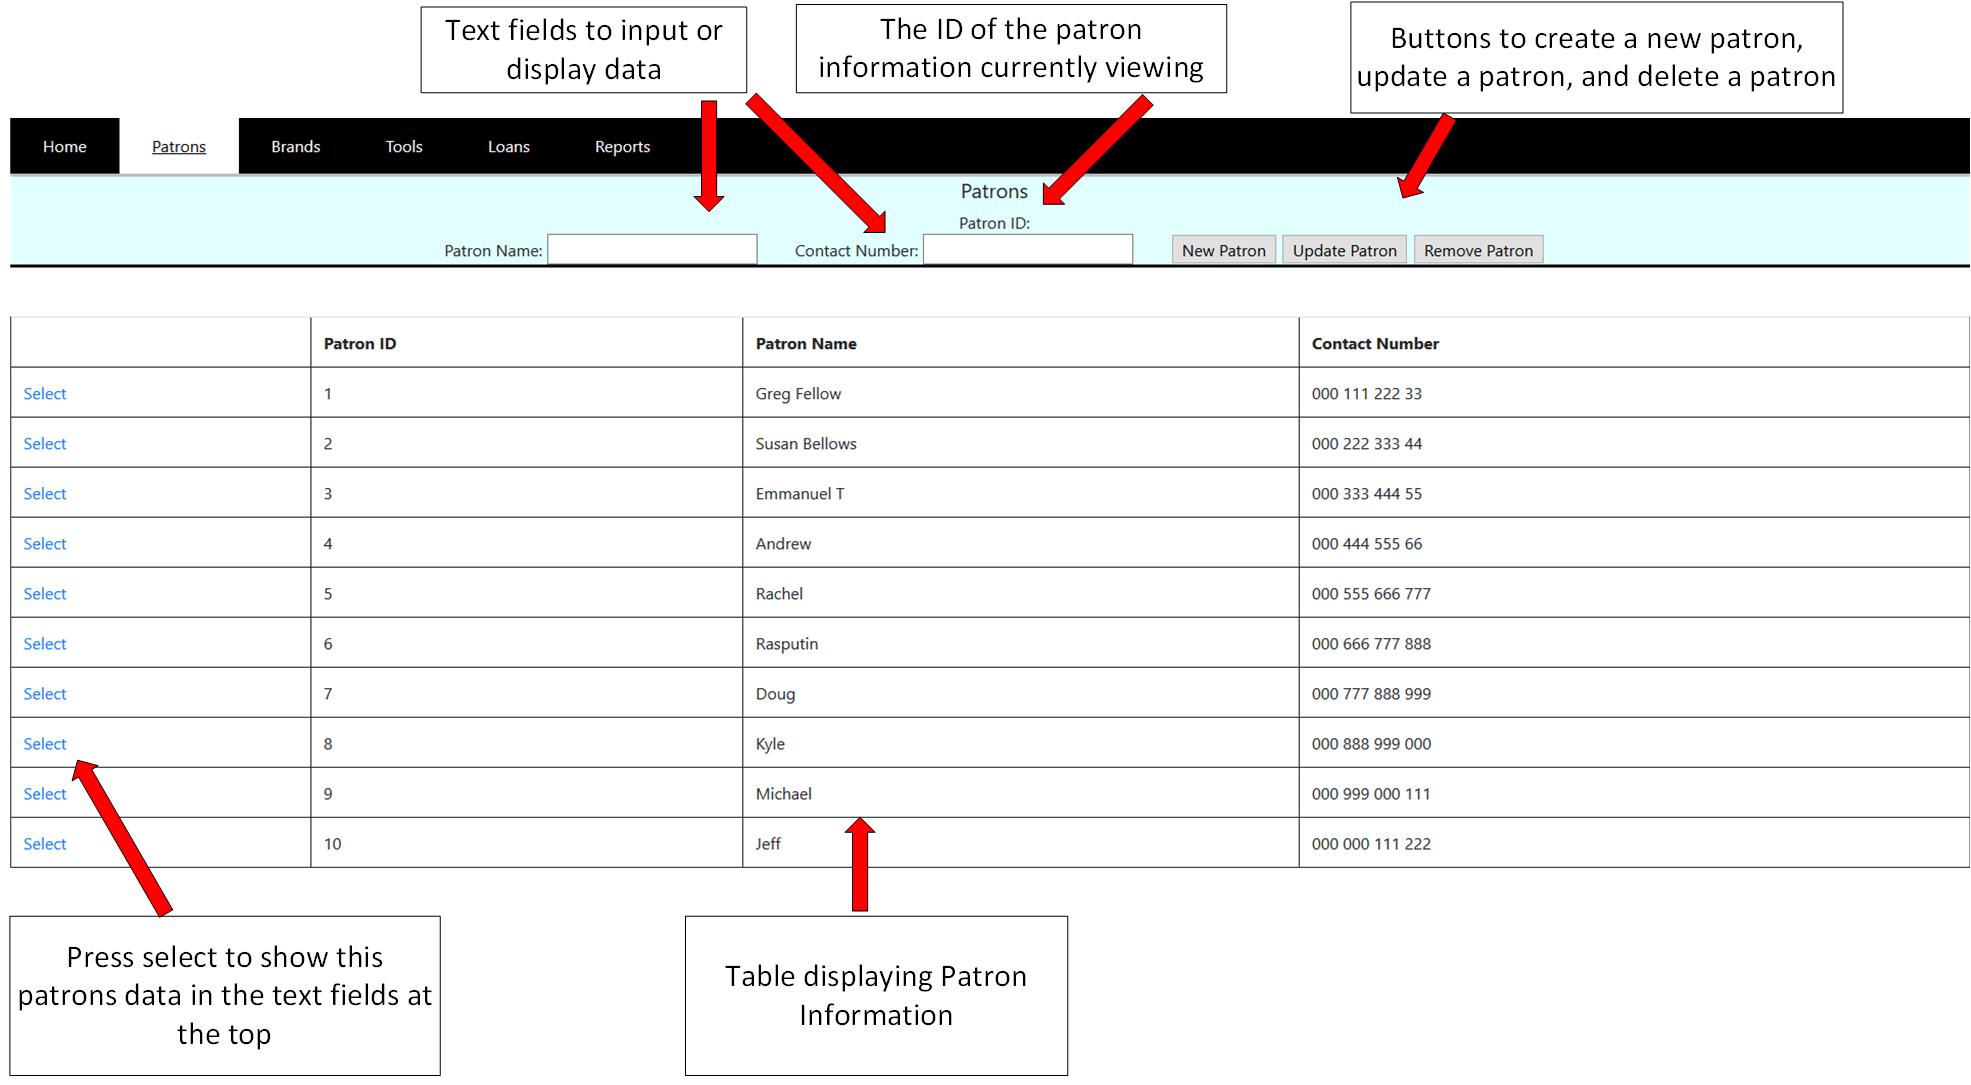 Text fields to input or
display data
The ID of the patron
information currently viewing
Buttons to create a new patron,
update a patron, and delete a patron
Home Patrons Brands Tools Loans Reports
Patrons
Patron ID:
Patron Name: Contact Number: New Patron Update Patron Remove Patron
Patron ID Patron Name Contact Number
Select 1 Greg Fellow 000 111 222 33
Select 2 Susan Bellows 000 222 333 44
Select 3 Emmanuel T 000 333 444 55
Select 4 Andrew 000 444 555 66
Select 5 Rachel 000 555 666 777
Select 6 Rasputin 000 666 777 888
Select 7 Doug 000 777 888 999
Select 8 Kyle 000 888 999 000
Select 9 Michael 000 999 000 111
Select 10 Jeff 000 000 111 222
Press select to show this
patrons data in the text fields at
the top
Table displaying Patron
Information